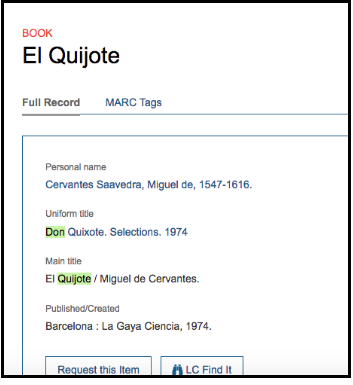 BOOK
El Quijote
Full Record MARC Tags
Personal name
Cervantes Saavedra, Miguel de, 1547-1616.
Uniform title
Don Quixote. Selections. 1974
Main title
El Quijote / Miguel de Cervantes.
Published/Created
Barcelona : La Gaya Ciencia, 1974.
Request this Item LC Find It